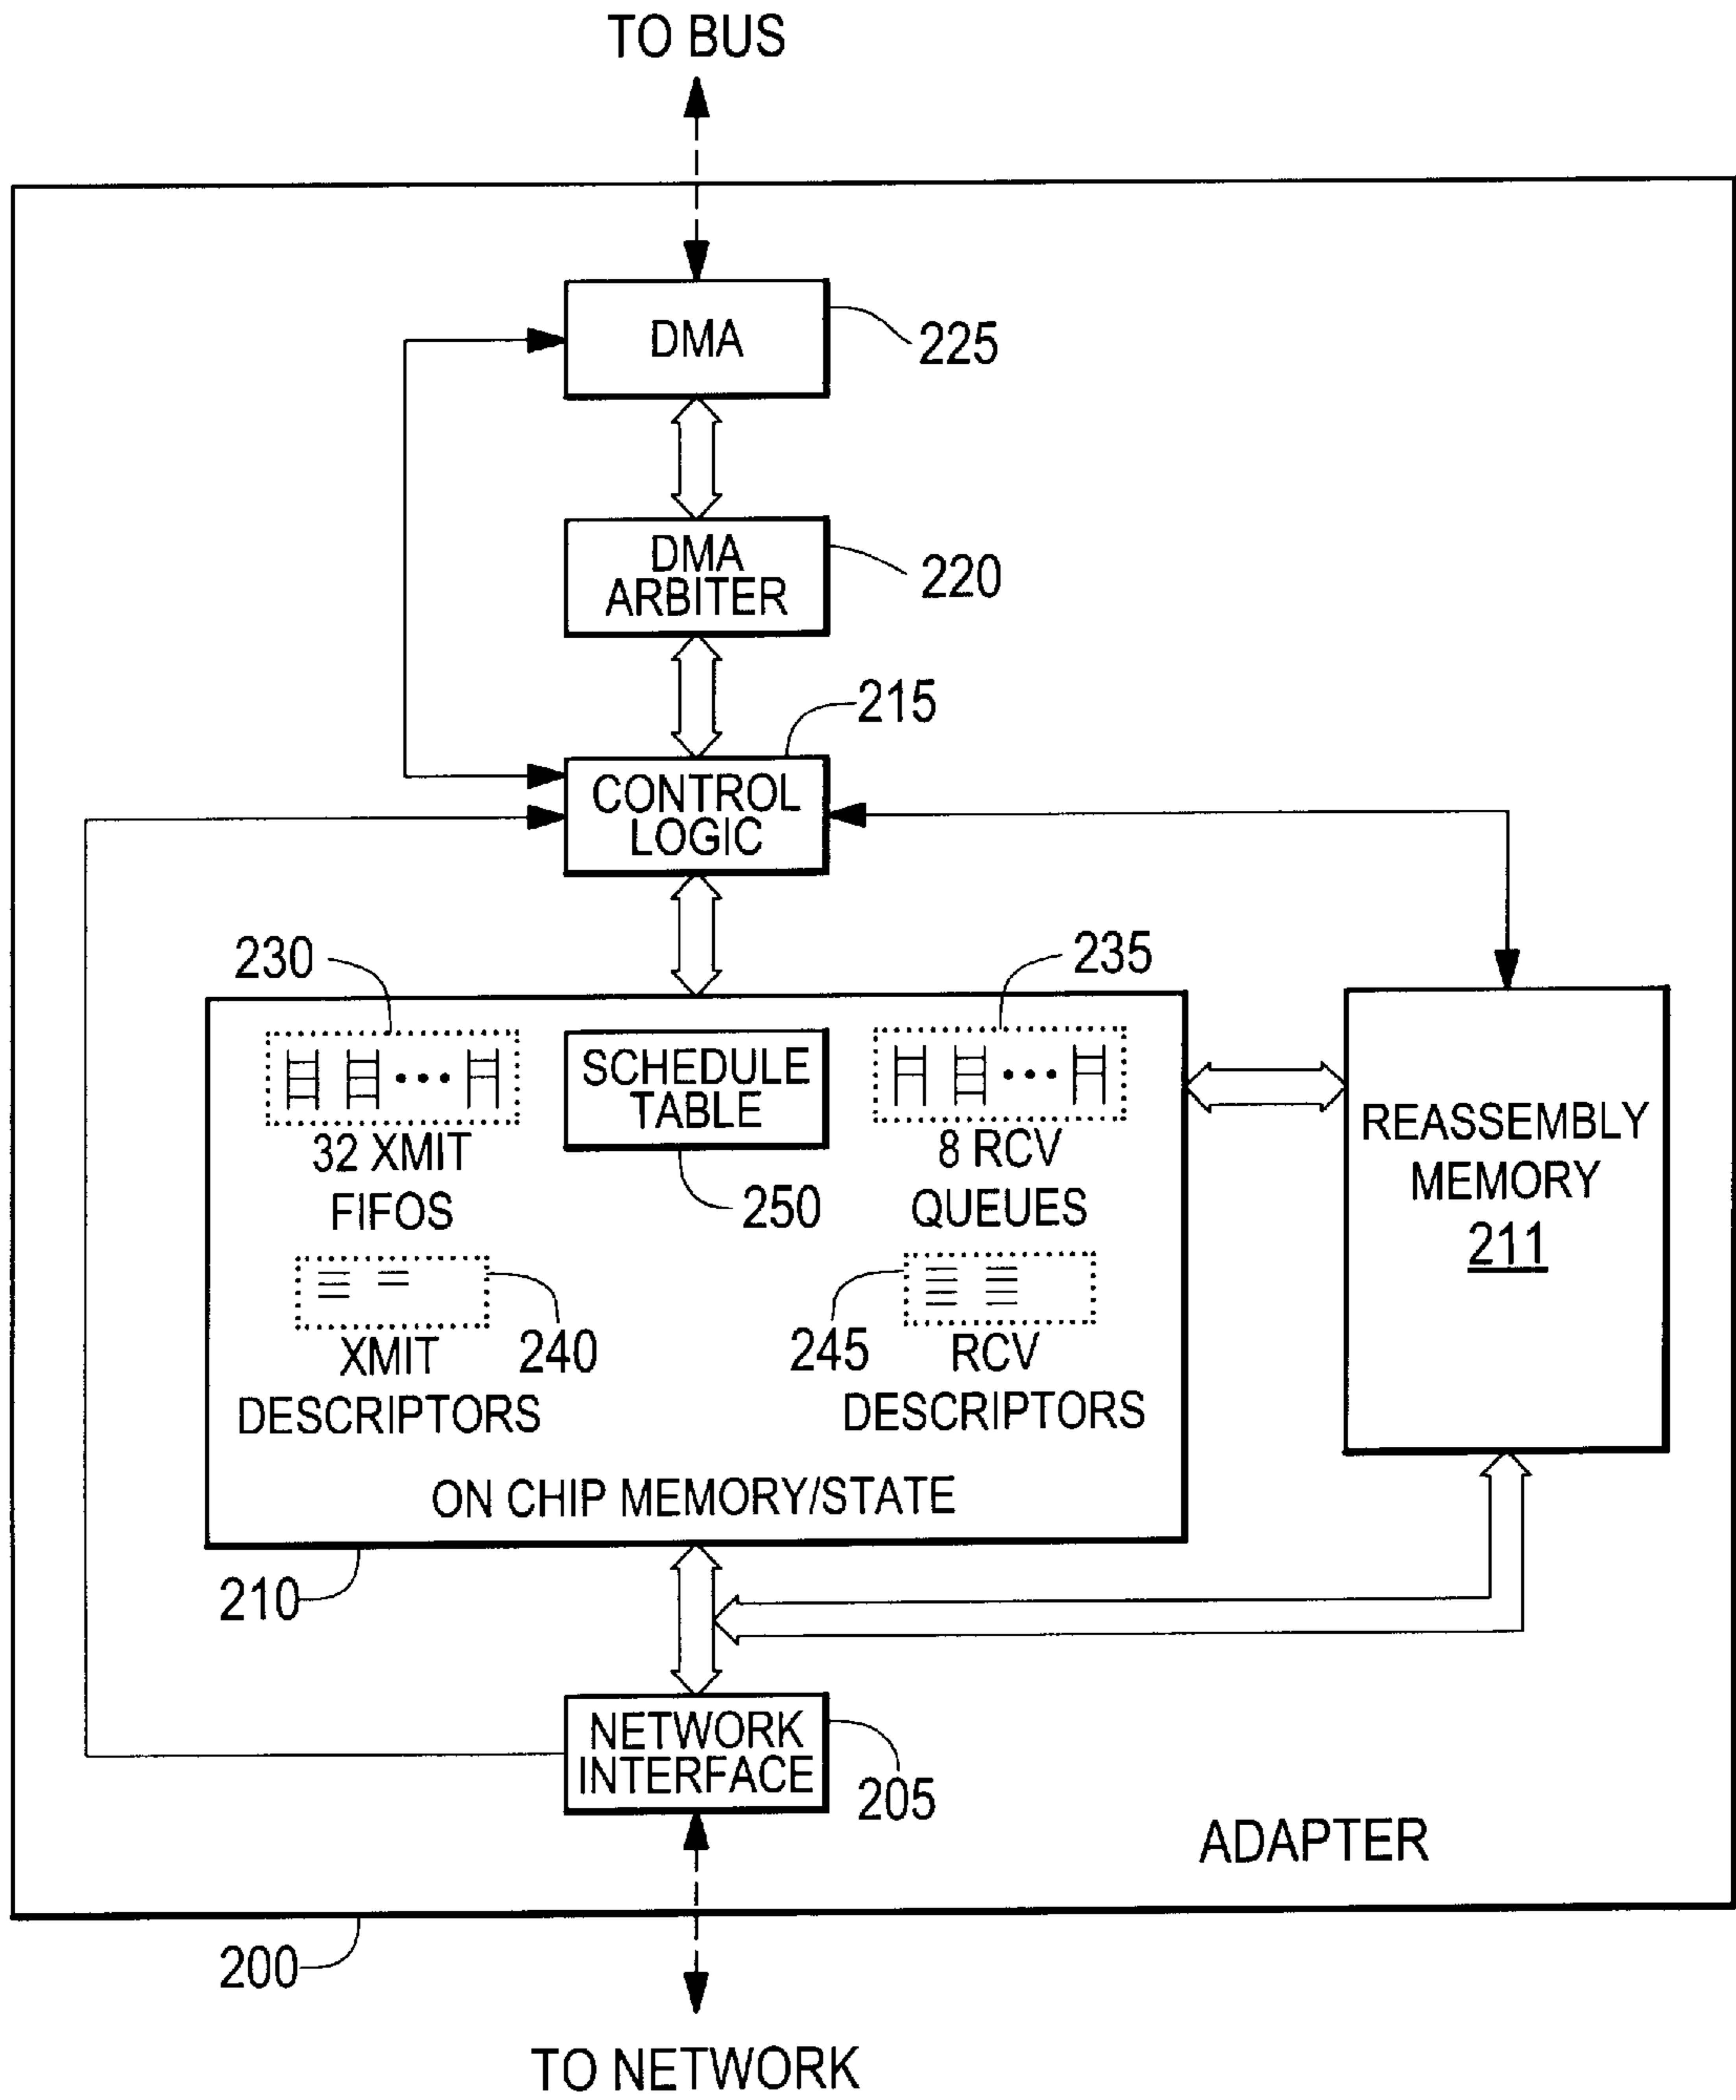 TO BUS
DMA
225
DMA
ARBITER
220
215
CONTROL
LOGIC
230
235
SCHEDULE
TABLE
32 XMIT
FIFOS
250
8 RCV
QUEUES
REASSEMBLY
MEMORY
211
240
XMIT
DESCRIPTORS
245
RCV
DESCRIPTORS
ON CHIP MEMORY/STATE
210
NETWORK
INTERFACE
205
ADAPTER
200
TO NETWORK